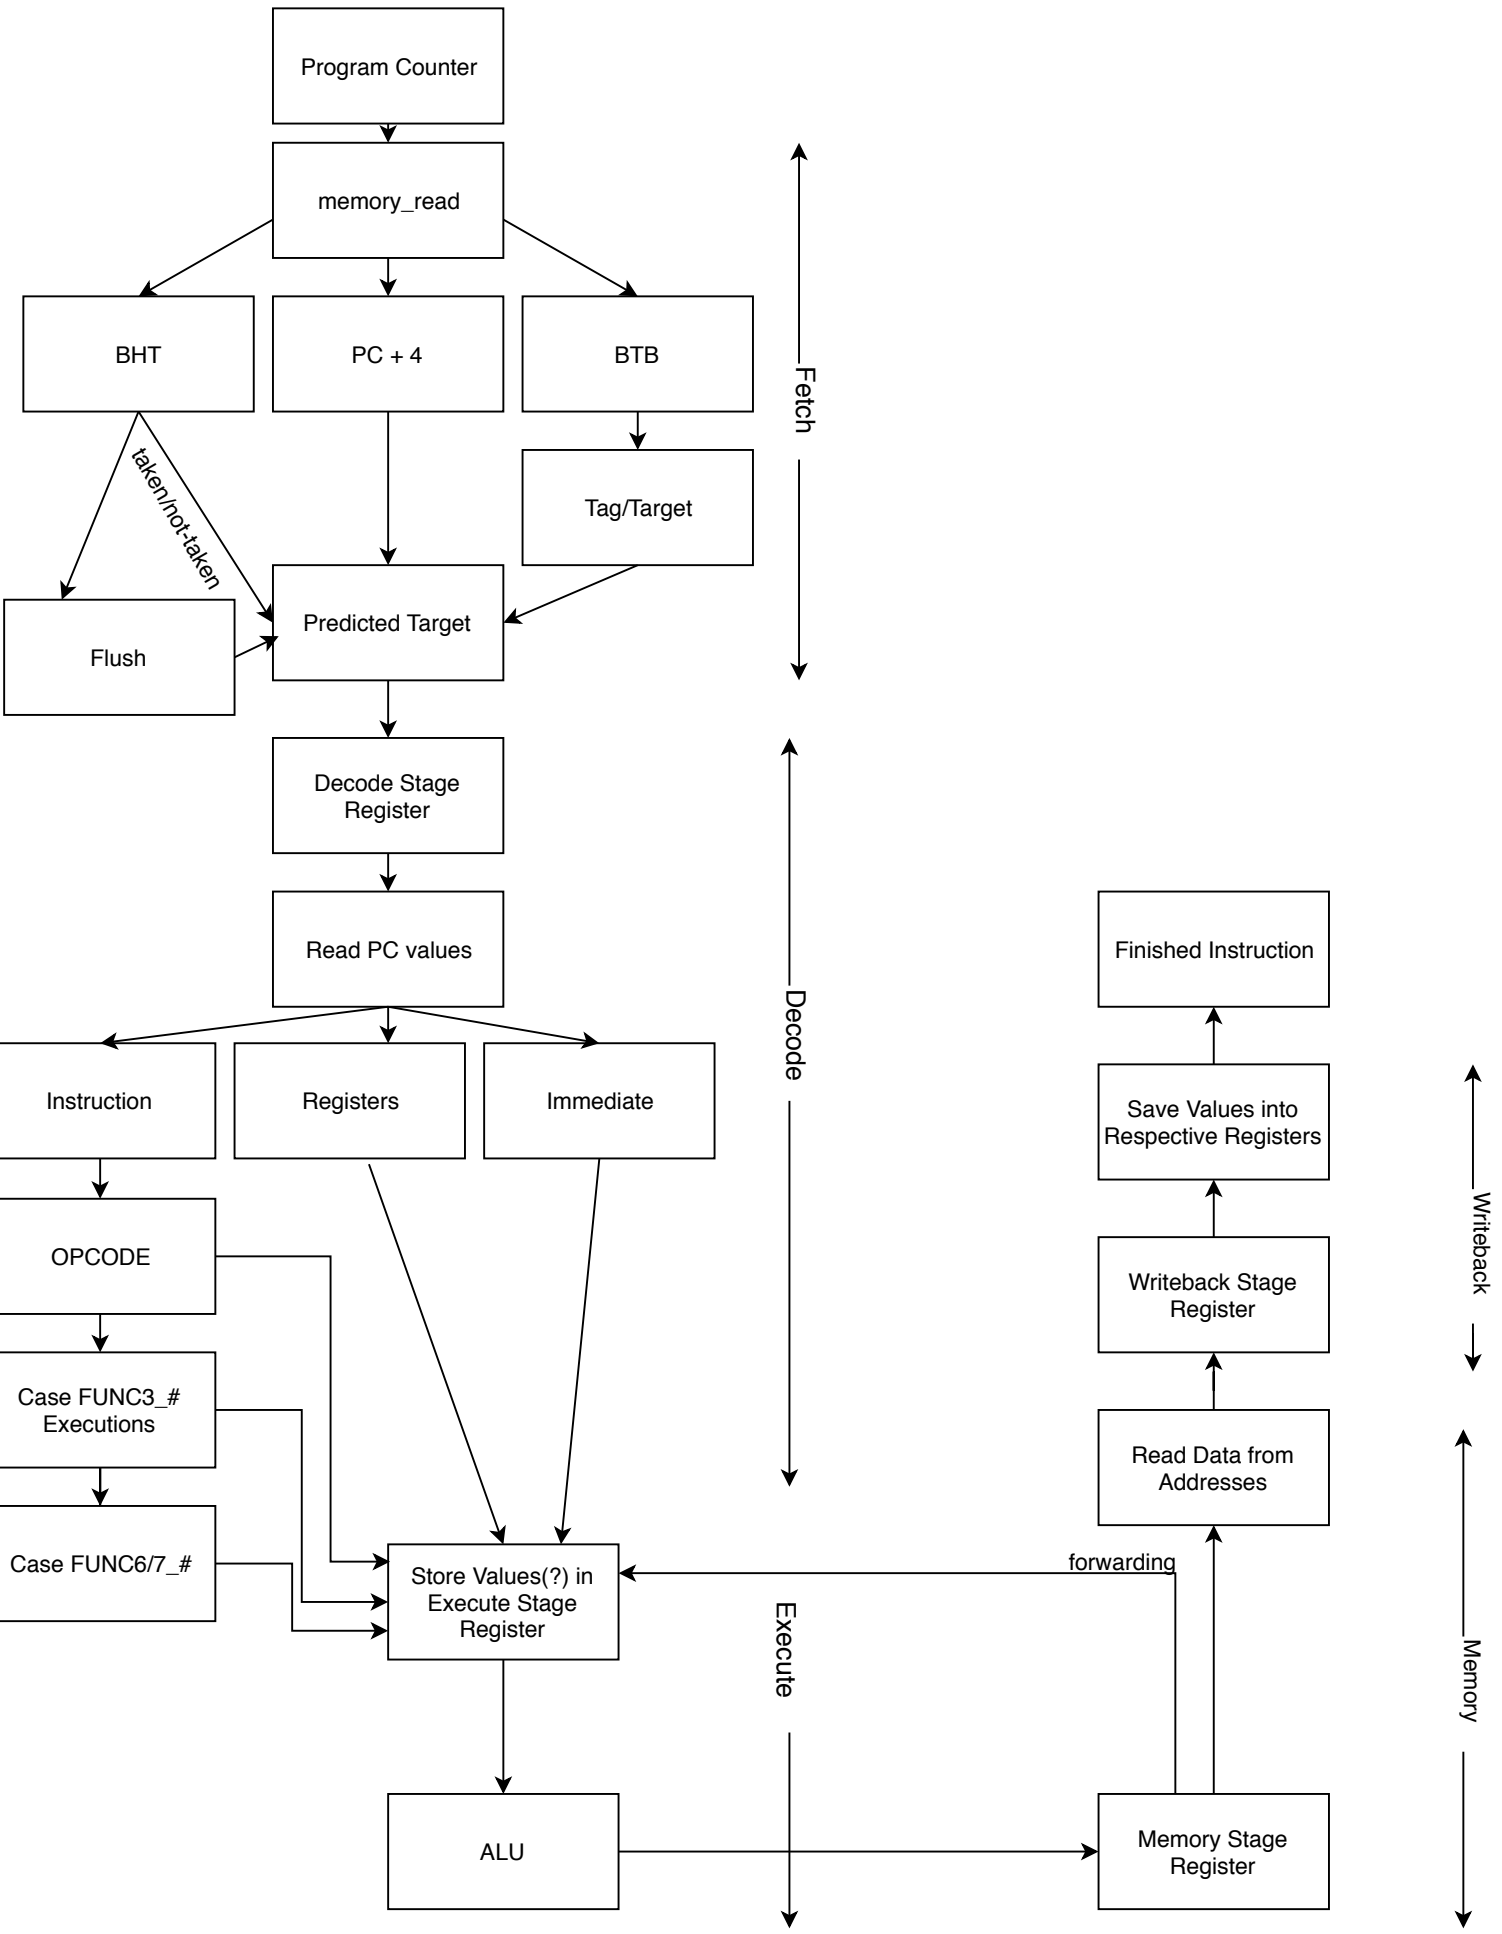 Program Counter
memory_read
BHT
PC + 4
BTB
Fetch
taken/not-taken
Tag/Target
Predicted Target
Flush
Decode Stage
Register
Read PC values
Decode
Instruction
Registers
Immediate
OPCODE
Case FUNC3_#
Executions
Case FUNC6/7_#
Store Values(?) in
Execute Stage
Register
forwarding
Execute
ALU
Finished Instruction
Save Values into
Respective Registers
Writeback
Writeback Stage
Register
Read Data from
Addresses
Memory
Memory Stage
Register